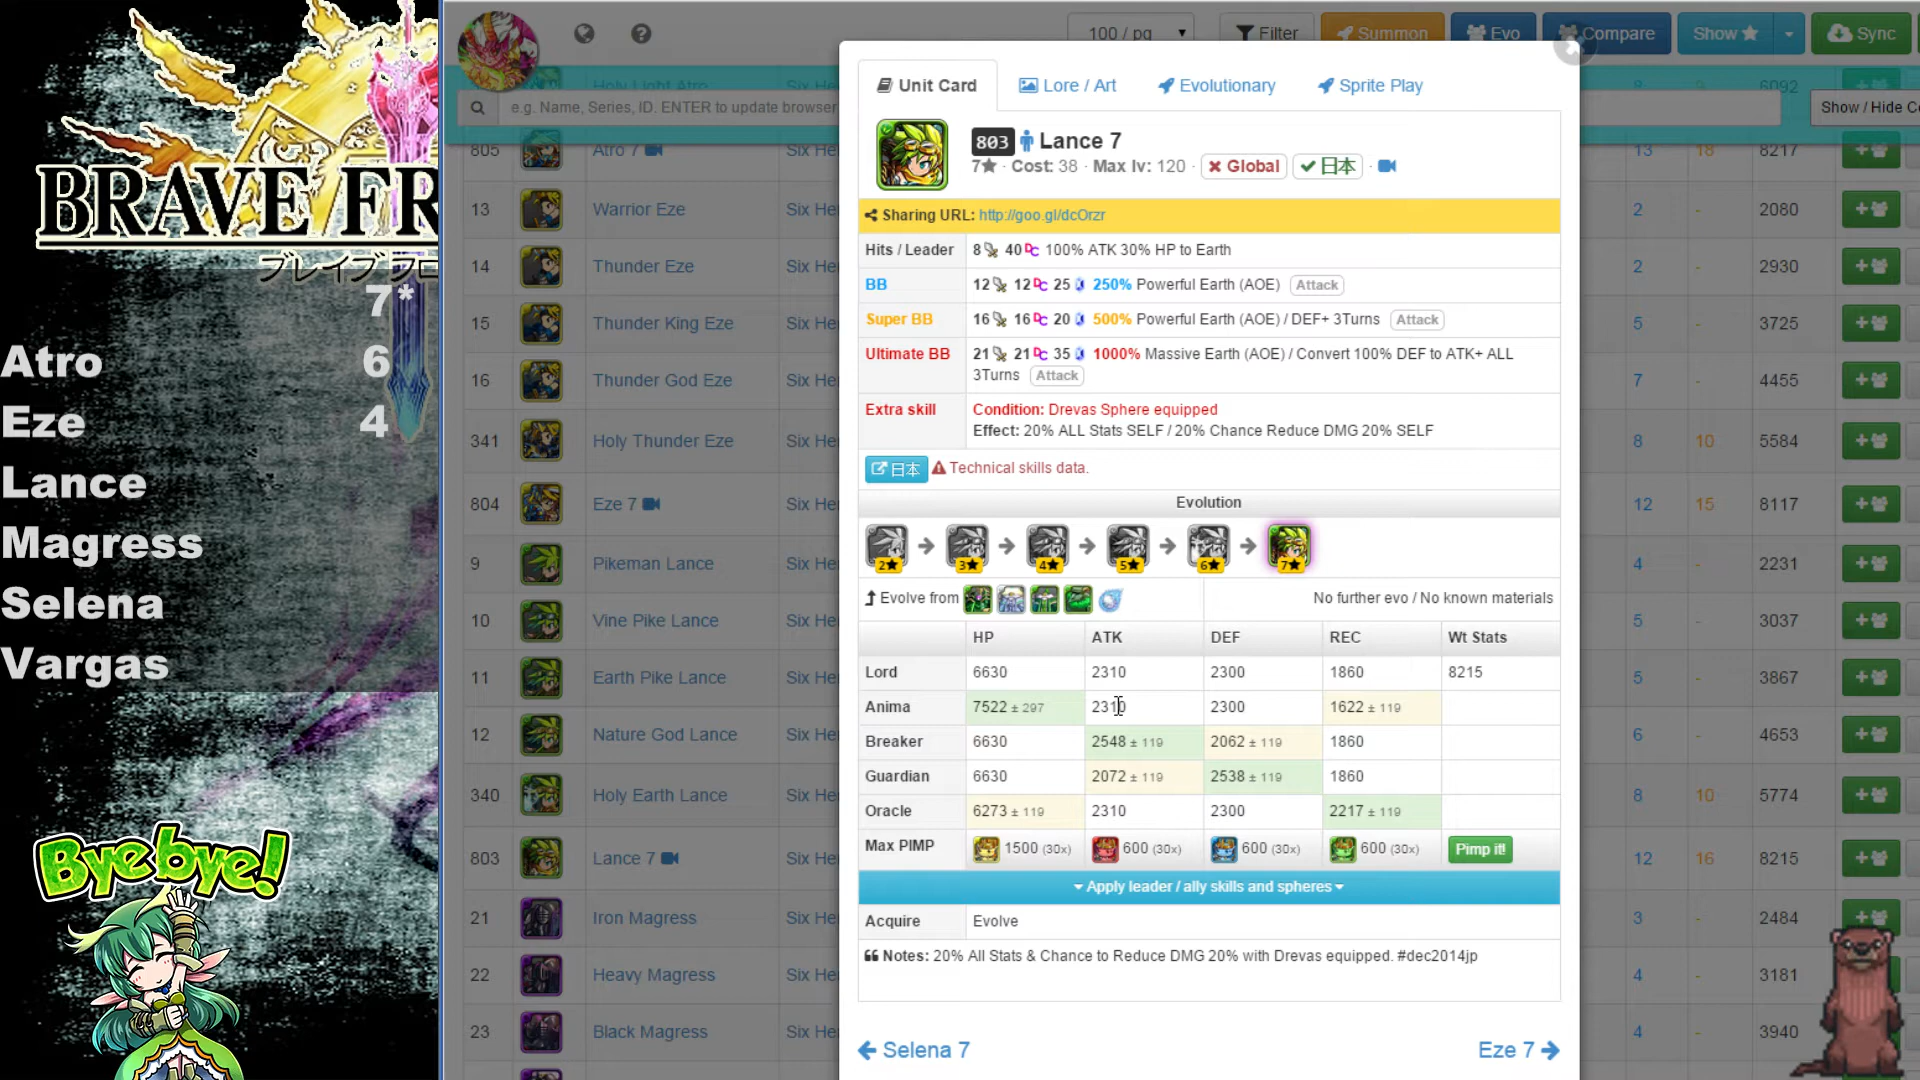 BRAVE FR
ブレイブ フロ
7*
Atro 6
Eze 4
Lance
Magress
Selena
Vargas
Bye bye!
100 / pg
Filter
Summon
Evo
Compare
Show
Sync
Holy Light Atro 8 9 6092
e.g. Name, Series, ID. ENTER to update browser
Show / Hide Co
805 Atro 7 Six He 13 18 8217
13 Warrior Eze Six He 2 - 2080
14 Thunder Eze Six He 2 - 2930
15 Thunder King Eze Six He 5 - 3725
16 Thunder God Eze Six He 7 - 4455
341 Holy Thunder Eze Six He 8 10 5584
804 Eze 7 Six He 12 15 8117
9 Pikeman Lance Six He 4 - 2231
10 Vine Pike Lance Six He 5 - 3037
11 Earth Pike Lance Six He 5 - 3867
12 Nature God Lance Six He 6 - 4653
340 Holy Earth Lance Six He 8 10 5774
803 Lance 7 Six He 12 16 8215
21 Iron Magress Six He 3 - 2484
22 Heavy Magress Six He 4 - 3181
23 Black Magress Six He 4 - 3940
Unit Card
Lore / Art
Evolutionary
Sprite Play
803 Lance 7
7★ · Cost: 38 · Max lv: 120 · Global 日本 ·
Sharing URL: http://goo.gl/dcOrzr
Hits / Leader 8 40 DC 100% ATK 30% HP to Earth
BB 12 12 DC 25 250% Powerful Earth (AOE) Attack
Super BB 16 16 DC 20 500% Powerful Earth (AOE) / DEF+ 3Turns Attack
Ultimate BB 21 21 DC 35 1000% Massive Earth (AOE) / Convert 100% DEF to ATK+ ALL
3Turns Attack
Extra skill Condition: Drevas Sphere equipped
Effect: 20% ALL Stats SELF / 20% Chance Reduce DMG 20% SELF
日本 Technical skills data.
Evolution
2★ 3★ 4★ 5★ 6★ 7★
Evolve from No further evo / No known materials
HP ATK DEF REC Wt Stats
Lord 6630 2310 2300 1860 8215
Anima 7522 ± 297 2310 2300 1622 ± 119
Breaker 6630 2548 ± 119 2062 ± 119 1860
Guardian 6630 2072 ± 119 2538 ± 119 1860
Oracle 6273 ± 119 2310 2300 2217 ± 119
Max PIMP 1500 (30x) 600 (30x) 600 (30x) 600 (30x) Pimp it!
Apply leader / ally skills and spheres
Acquire Evolve
Notes: 20% All Stats & Chance to Reduce DMG 20% with Drevas equipped. #dec2014jp
Selena 7
Eze 7